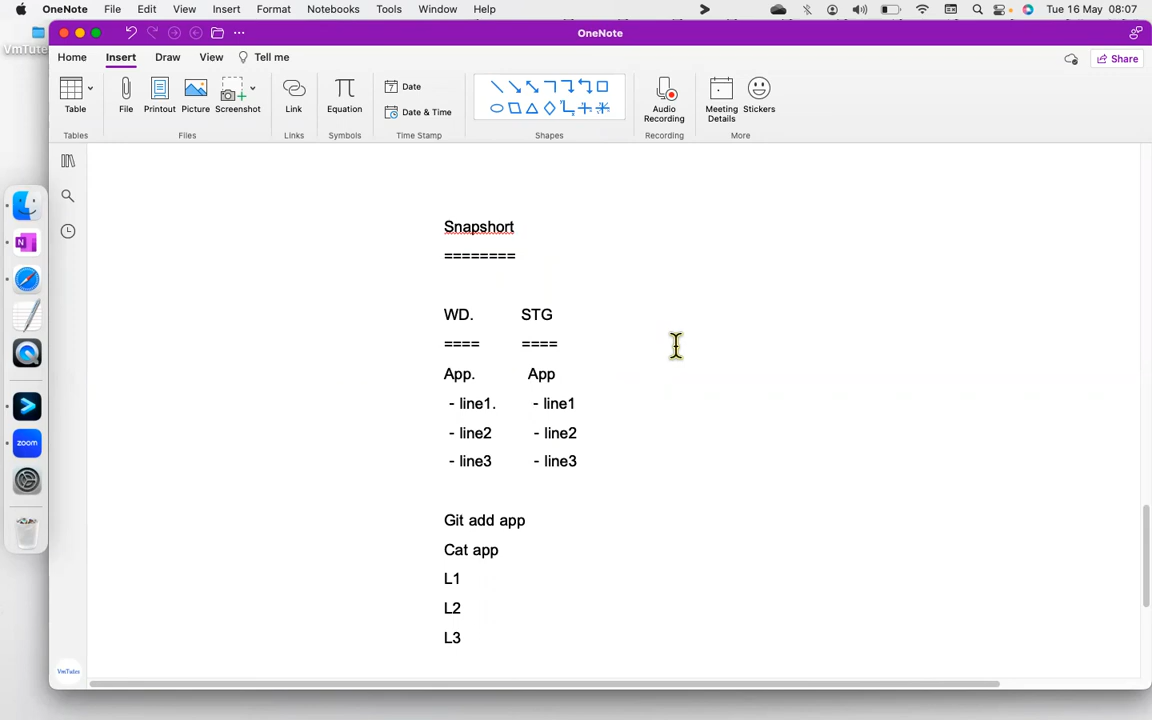 OneNote File Edit View Insert Format Notebooks Tools Window Help Tue 16 May 08:07
OneNote
VmTute
Home Insert Draw View Tell me Share
Table File Printout Picture Screenshot Link Equation Date Date & Time Audio Recording Meeting Details Stickers
Tables Files Links Symbols Time Stamp Shapes Recording More
Snapshort
========
WD. STG
==== ====
App. App
- line1. - line1
- line2 - line2
- line3 - line3
Git add app
Cat app
L1
L2
L3
zoom
VmTutes